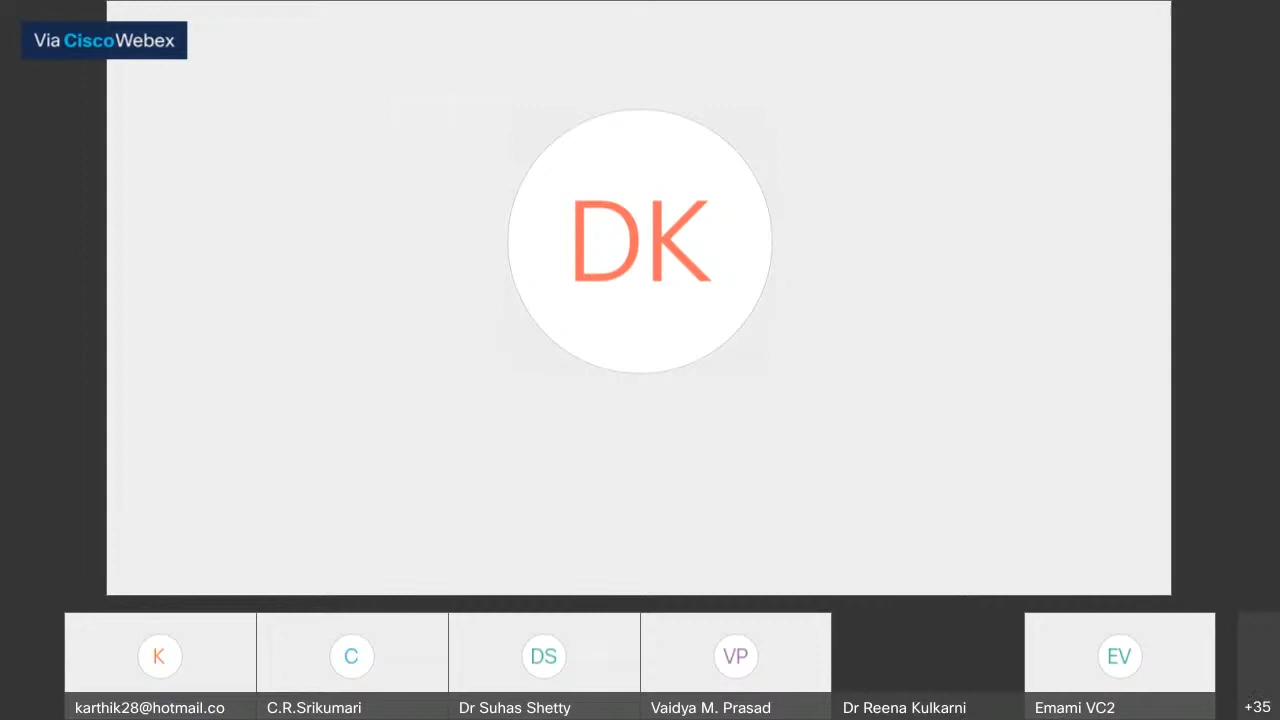 Via CiscoWebex
DK
K
C
DS
VP
EV
karthik28@hotmail.co
C.R.Srikumari
Dr Suhas Shetty
Vaidya M. Prasad
Dr Reena Kulkarni
Emami VC2
+35